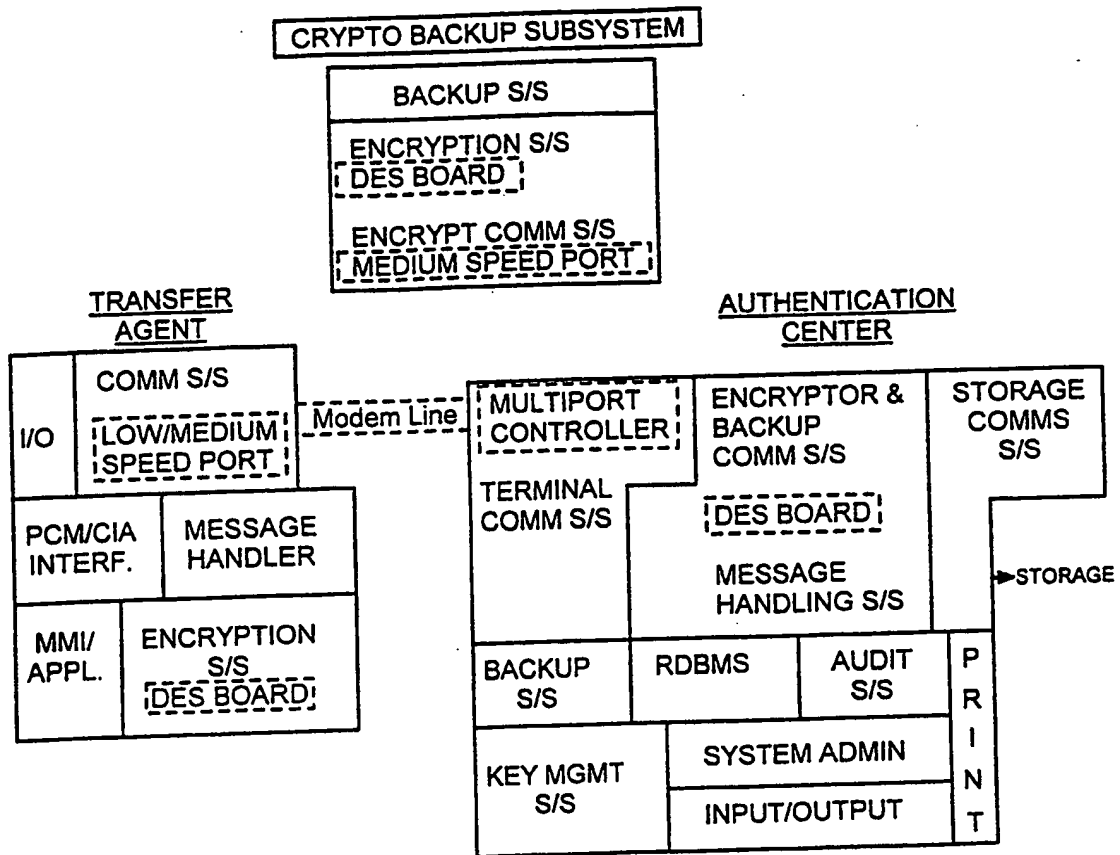 CRYPTO BACKUP SUBSYSTEM
BACKUP S/S
ENCRYPTION S/S
DES BOARD
ENCRYPT COMM S/S
MEDIUM SPEED PORT
TRANSFER
AGENT
I/O
COMM S/S
LOW/MEDIUM
SPEED PORT
PCM/CIA
INTERF.
MESSAGE
HANDLER
MMI/
APPL.
ENCRYPTION
S/S
DES BOARD
Modem Line
AUTHENTICATION
CENTER
MULTIPORT
CONTROLLER
TERMINAL
COMM S/S
ENCRYPTOR &
BACKUP
COMM S/S
DES BOARD
MESSAGE
HANDLING S/S
STORAGE
COMMS
S/S
STORAGE
BACKUP
S/S
RDBMS
AUDIT
S/S
PRINT
KEY MGMT
S/S
SYSTEM ADMIN
INPUT/OUTPUT